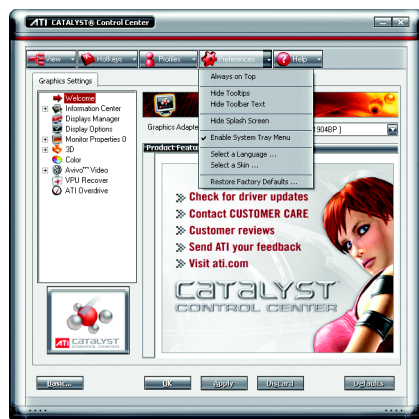 ATI CATALYST® Control Center
View
Hotkeys
Profiles
Preferences
Help
Always on Top
Hide Tooltips
Hide Toolbar Text
Hide Splash Screen
Enable System Tray Menu
Select a Language ...
Select a Skin ...
Restore Factory Defaults ...
Graphics Settings
Welcome
Information Center
Displays Manager
Display Options
Monitor Properties 0
3D
Color
Avivo™ Video
VPU Recover
ATI Overdrive
Graphics Adapte
1904BP )
Product Featur
Check for driver updates
Contact CUSTOMER CARE
Customer reviews
Send ATI your feedback
Visit ati.com
CATALYST
CONTROL CENTER
ATI CATALYST
CONTROL CENTER
Basic...
OK
Apply
Discard
Defaults